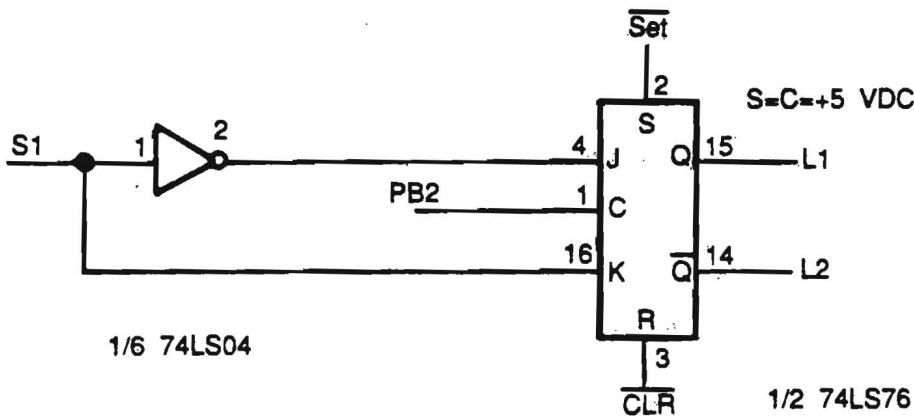 Set
2
S=C=+5 VDC
S
S1
1
2
4
J
Q
15
L1
PB2
1
C
16
K
Q
14
L2
R
3
1/6 74LS04
CLR
1/2 74LS76